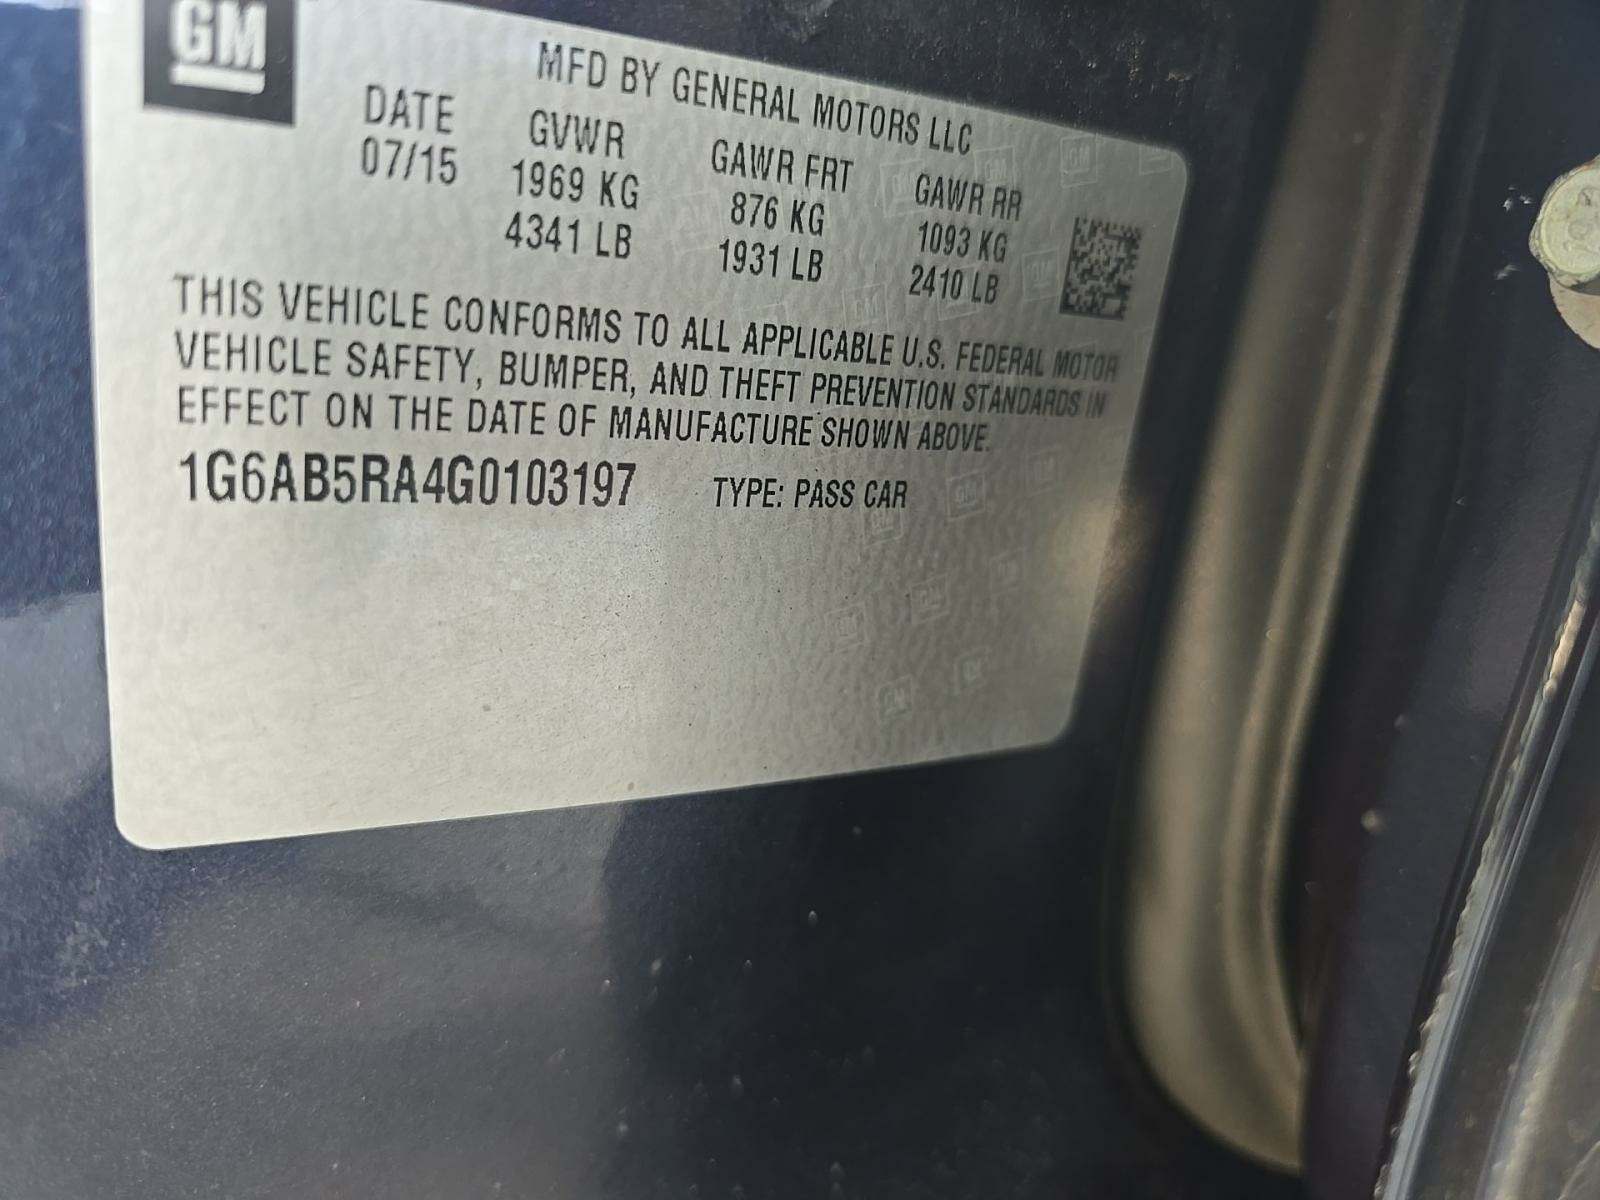 GM
MFD BY GENERAL MOTORS LLC
DATE GVWR GAWR FRT GAWR RR
07/15 1969 KG 876 KG 1093 KG
4341 LB 1931 LB 2410 LB
THIS VEHICLE CONFORMS TO ALL APPLICABLE U.S. FEDERAL MOTOR
VEHICLE SAFETY, BUMPER, AND THEFT PREVENTION STANDARDS IN
EFFECT ON THE DATE OF MANUFACTURE SHOWN ABOVE.
1G6AB5RA4G0103197 TYPE: PASS CAR